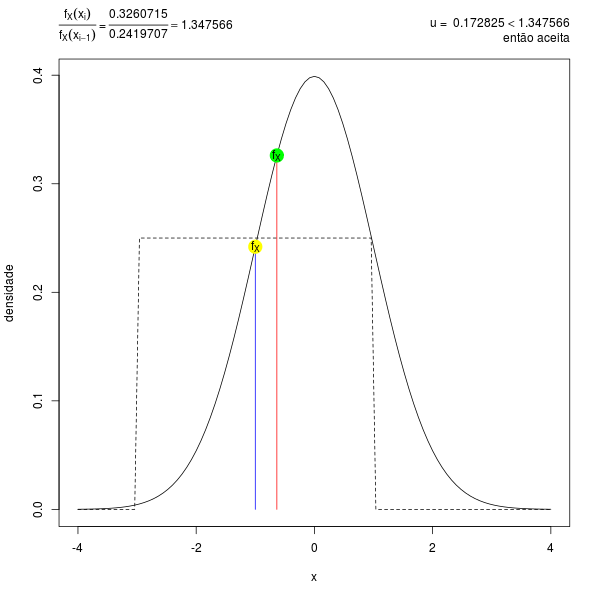 fX(xi)
fX(xi−1)
=
0.3260715
0.2419707
= 1.347566
u = 0.172825 < 1.347566
então aceita
densidade
0.4
0.3
0.2
0.1
0.0
fX
fX
-4 -2 0 2 4
x